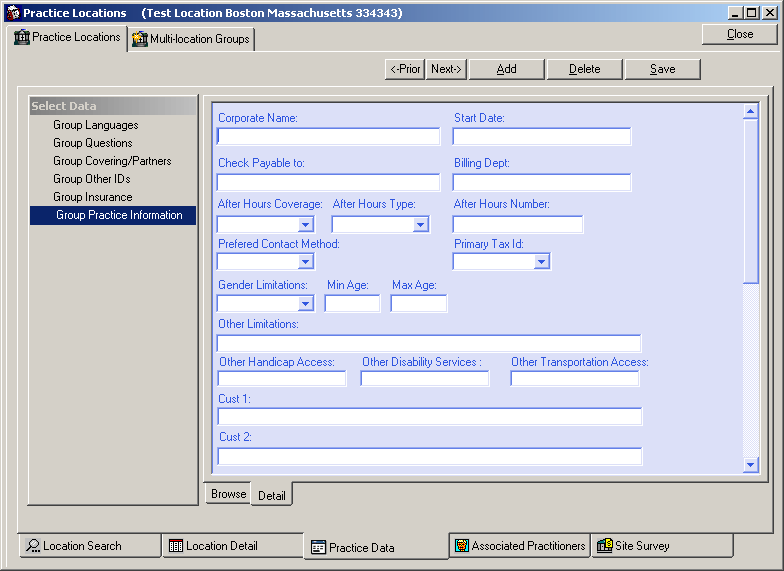 Practice Locations (Test Location Boston Massachusetts 334343)
Practice Locations Multi-location Groups Close
<-Prior Next-> Add Delete Save
Select Data
Group Languages
Group Questions
Group Covering/Partners
Group Other IDs
Group Insurance
Group Practice Information
Corporate Name: Start Date:
Check Payable to: Billing Dept:
After Hours Coverage: After Hours Type: After Hours Number:
Prefered Contact Method: Primary Tax Id:
Gender Limitations: Min Age: Max Age:
Other Limitations:
Other Handicap Access: Other Disability Services : Other Transportation Access:
Cust 1:
Cust 2:
Browse Detail
Location Search Location Detail Practice Data Associated Practitioners Site Survey